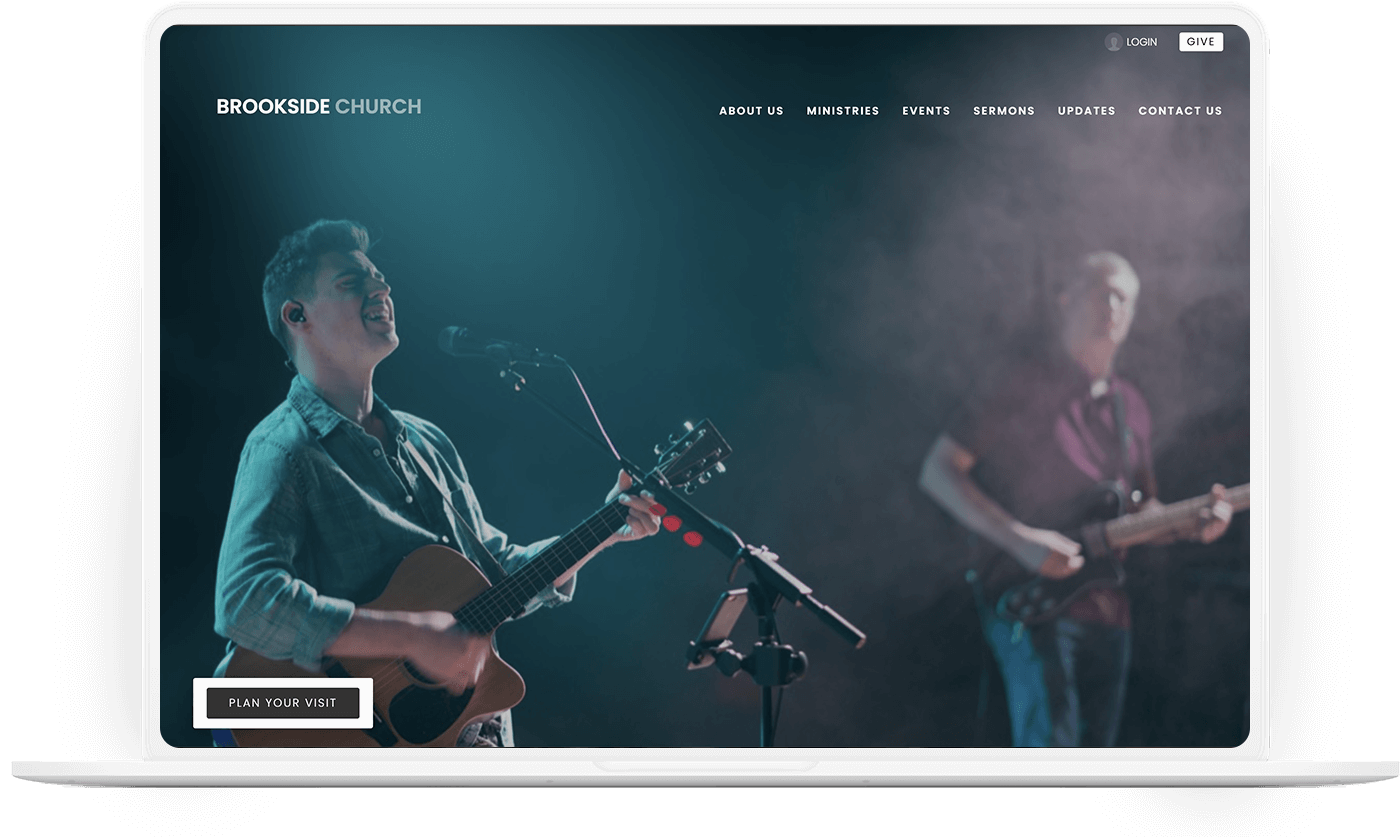 LOGIN GIVE
BROOKSIDE CHURCH
ABOUT US MINISTRIES EVENTS SERMONS UPDATES CONTACT US
PLAN YOUR VISIT